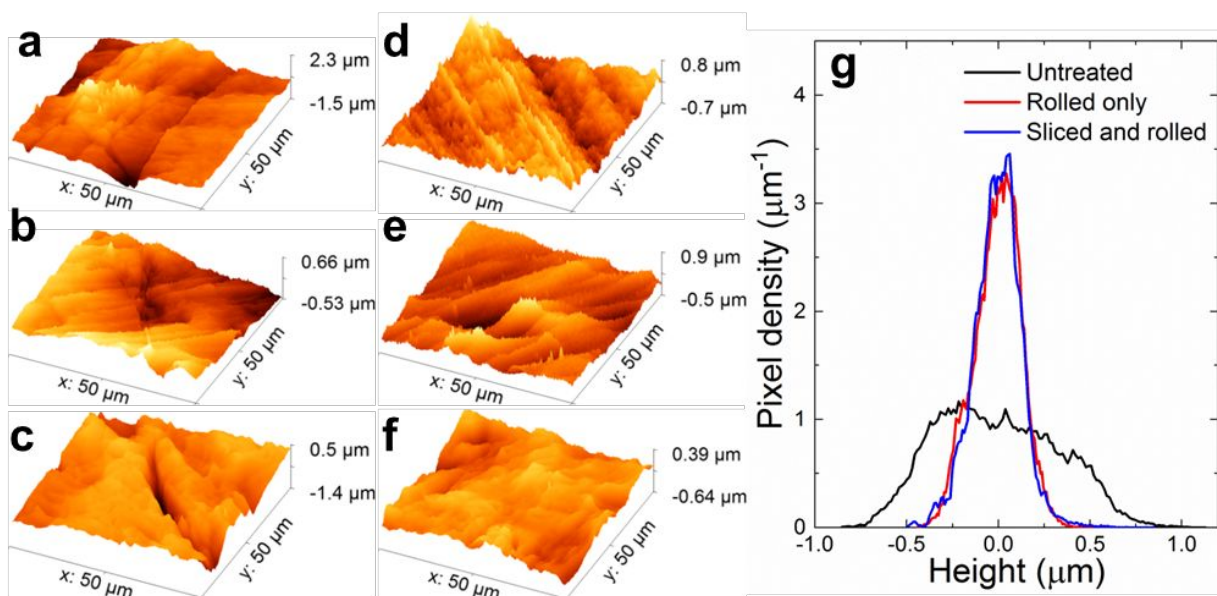 a
2.3 µm
-1.5 µm
x: 50 µm
y: 50 µm
b
0.66 µm
-0.53 µm
x: 50 µm
y: 50 µm
c
0.5 µm
-1.4 µm
x: 50 µm
y: 50 µm
d
0.8 µm
-0.7 µm
x: 50 µm
y: 50 µm
e
0.9 µm
-0.5 µm
x: 50 µm
y: 50 µm
f
0.39 µm
-0.64 µm
x: 50 µm
y: 50 µm
g
Untreated
Rolled only
Sliced and rolled
Pixel density (µm⁻¹)
4
3
2
1
0
-1.0 -0.5 0.0 0.5 1.0
Height (µm)